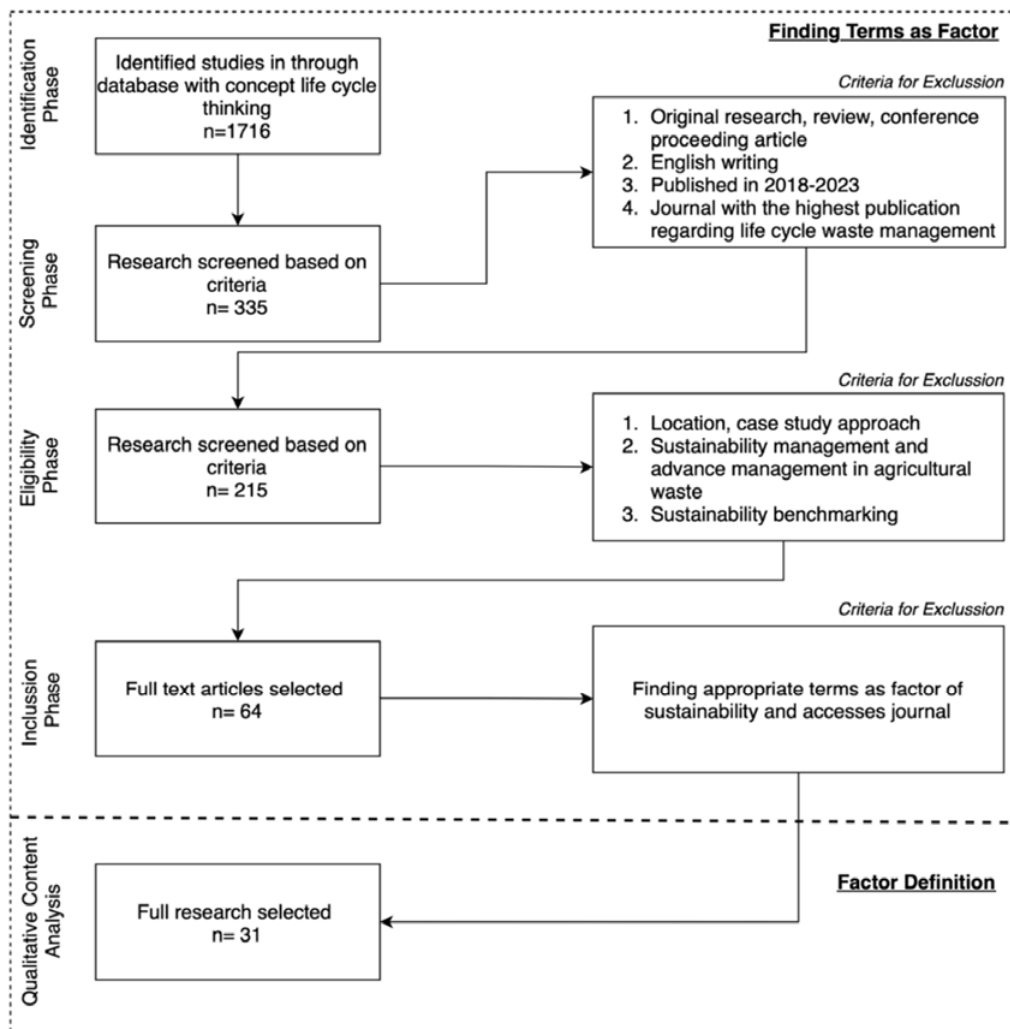 Finding Terms as Factor
Identification
Phase
Identified studies in through
database with concept life cycle
thinking
n=1716
Criteria for Exclussion
1. Original research, review, conference
proceeding article
2. English writing
3. Published in 2018-2023
4. Journal with the highest publication
regarding life cycle waste management
Screening
Phase
Research screened based on
criteria
n= 335
Criteria for Exclussion
Eligibility
Phase
Research screened based on
criteria
n= 215
1. Location, case study approach
2. Sustainability management and
advance management in agricultural
waste
3. Sustainability benchmarking
Criteria for Exclussion
Inclussion
Phase
Full text articles selected
n= 64
Finding appropriate terms as factor of
sustainability and accesses journal
Qualitative Content
Analysis
Full research selected
n= 31
Factor Definition